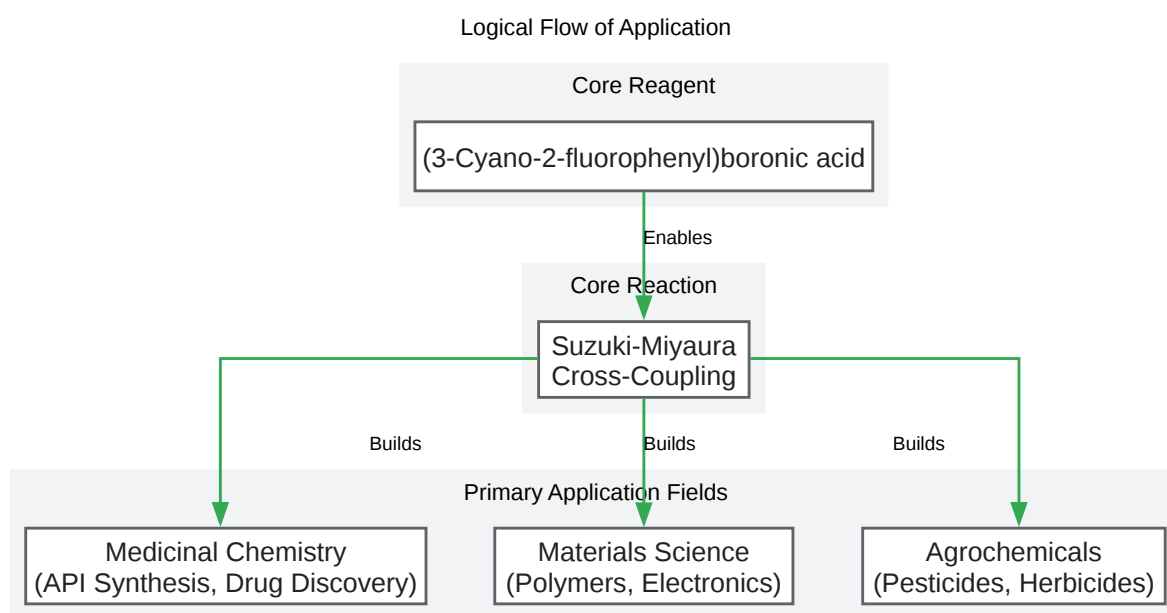 Logical Flow of Application
Core Reagent
(3-Cyano-2-fluorophenyl)boronic acid
Enables
Core Reaction
Suzuki-Miyaura
Cross-Coupling
Builds
Builds
Builds
Primary Application Fields
Medicinal Chemistry
(API Synthesis, Drug Discovery)
Materials Science
(Polymers, Electronics)
Agrochemicals
(Pesticides, Herbicides)